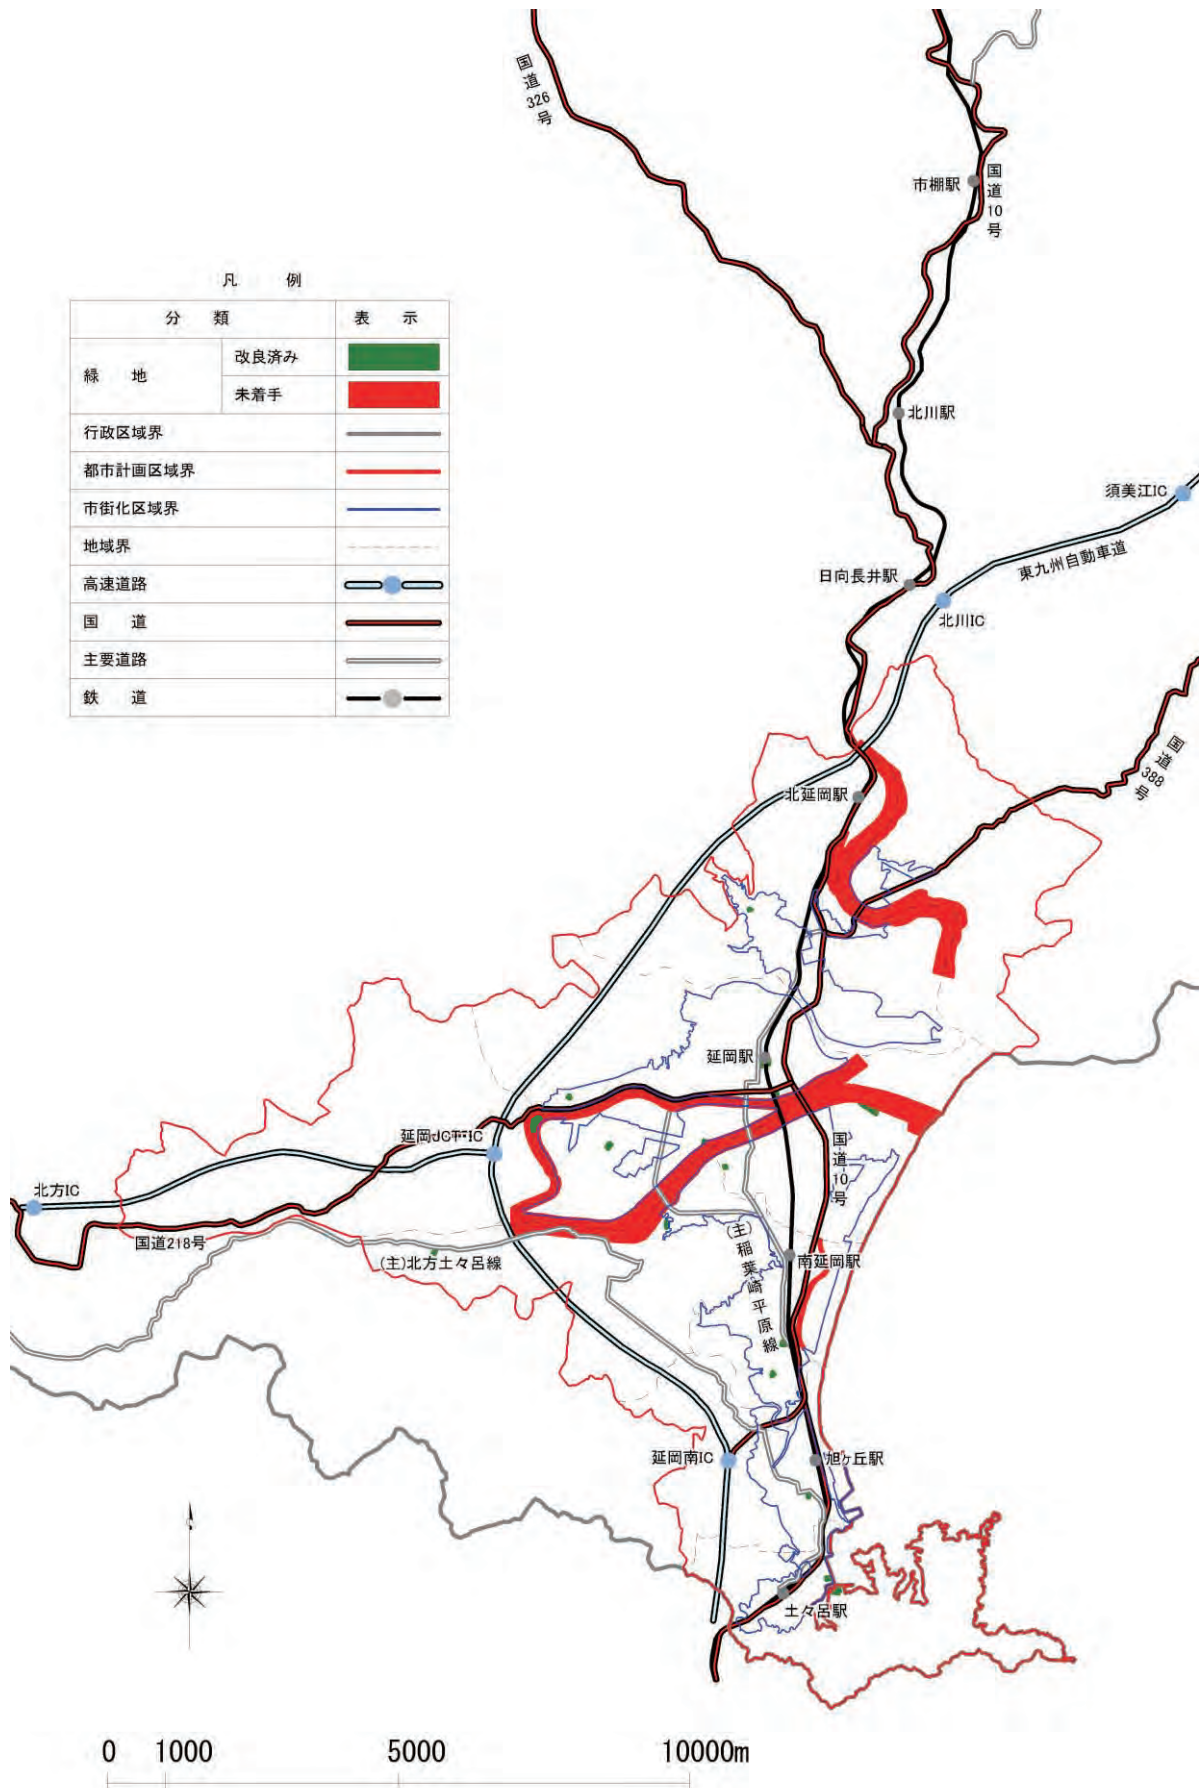 国道326号
市棚駅
国道10号
凡　例
分　類　表　示
緑　地
改良済み
未着手
行政区域界
都市計画区域界
市街化区域界
地域界
高速道路
国　道
主要道路
鉄　道
北川駅
須美江IC
東九州自動車道
日向長井駅
北川IC
国道388号
北延岡駅
延岡駅
延岡JCT・IC
国道10号
北方IC
国道218号
(主)北方土々呂線
(主)稲葉崎平原線
南延岡駅
延岡南IC
旭ヶ丘駅
土々呂駅
0 1000 5000 10000m